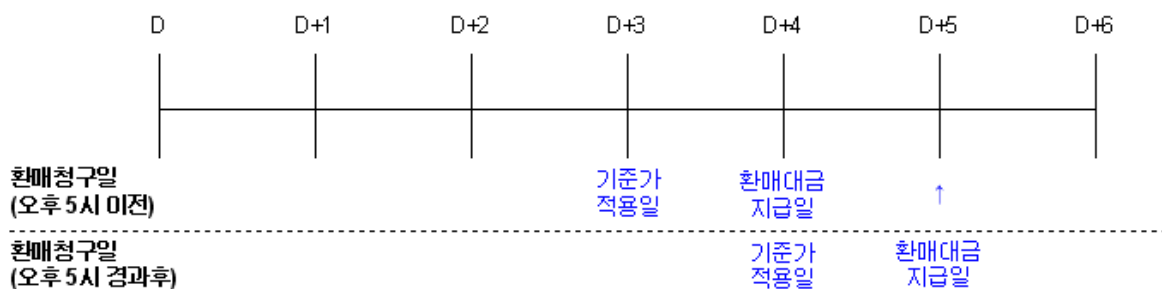 D D+1 D+2 D+3 D+4 D+5 D+6
환매청구일 기준가 환매대금 ↑
(오후 5시 이전) 적용일 지급일
환매청구일 기준가 환매대금
(오후 5시 경과후) 적용일 지급일